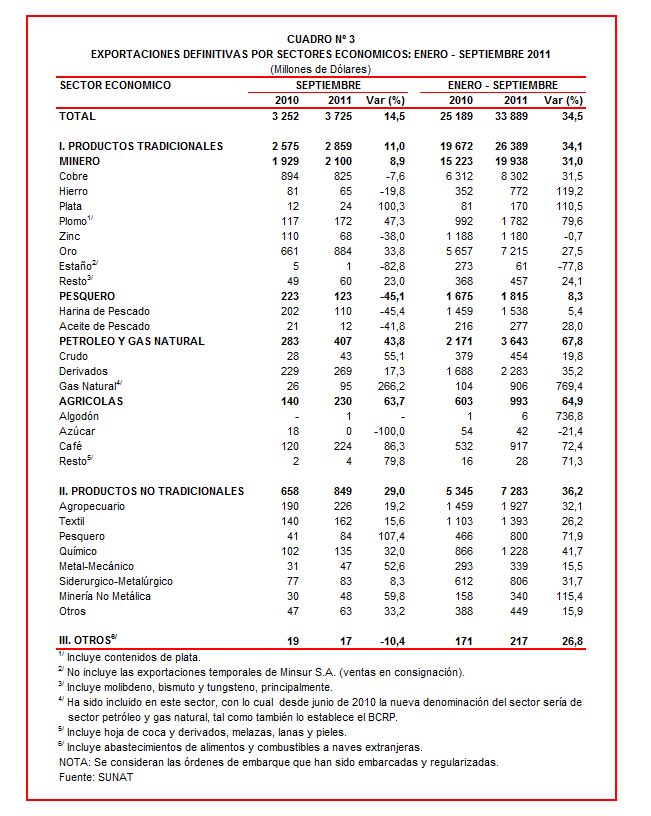 CUADRO Nº 3
EXPORTACIONES DEFINITIVAS POR SECTORES ECONOMICOS: ENERO - SEPTIEMBRE 2011
(Millones de Dólares)
SECTOR ECONOMICO SEPTIEMBRE ENERO - SEPTIEMBRE
2010 2011 Var (%) 2010 2011 Var (%)
TOTAL 3 252 3 725 14,5 25 189 33 889 34,5
I. PRODUCTOS TRADICIONALES 2 575 2 859 11,0 19 672 26 389 34,1
MINERO 1 929 2 100 8,9 15 223 19 938 31,0
Cobre 894 825 -7,6 6 312 8 302 31,5
Hierro 81 65 -19,8 352 772 119,2
Plata 12 24 100,3 81 170 110,5
Plomo1/ 117 172 47,3 992 1 782 79,6
Zinc 110 68 -38,0 1 188 1 180 -0,7
Oro 661 884 33,8 5 657 7 215 27,5
Estaño2/ 5 1 -82,8 273 61 -77,8
Resto3/ 49 60 23,0 368 457 24,1
PESQUERO 223 123 -45,1 1 675 1 815 8,3
Harina de Pescado 202 110 -45,4 1 459 1 538 5,4
Aceite de Pescado 21 12 -41,8 216 277 28,0
PETROLEO Y GAS NATURAL 283 407 43,8 2 171 3 643 67,8
Crudo 28 43 55,1 379 454 19,8
Derivados 229 269 17,3 1 688 2 283 35,2
Gas Natural4/ 26 95 266,2 104 906 769,4
AGRICOLAS 140 230 63,7 603 993 64,9
Algodón - 1 - 1 6 736,8
Azúcar 18 0 -100,0 54 42 -21,4
Café 120 224 86,3 532 917 72,4
Resto5/ 2 4 79,8 16 28 71,3
II. PRODUCTOS NO TRADICIONALES 658 849 29,0 5 345 7 283 36,2
Agropecuario 190 226 19,2 1 459 1 927 32,1
Textil 140 162 15,6 1 103 1 393 26,2
Pesquero 41 84 107,4 466 800 71,9
Químico 102 135 32,0 866 1 228 41,7
Metal-Mecánico 31 47 52,6 293 339 15,5
Siderurgico-Metalúrgico 77 83 8,3 612 806 31,7
Minería No Metálica 30 48 59,8 158 340 115,4
Otros 47 63 33,2 388 449 15,9
III. OTROS6/ 19 17 -10,4 171 217 26,8
1/ Incluye contenidos de plata.
2/ No incluye las exportaciones temporales de Minsur S.A. (ventas en consignación).
3/ Incluye molibdeno, bismuto y tungsteno, principalmente.
4/ Ha sido incluido en este sector, con lo cual desde junio de 2010 la nueva denominación del sector sería de
sector petróleo y gas natural, tal como también lo establece el BCRP.
5/ Incluye hoja de coca y derivados, melazas, lanas y pieles.
6/ Incluye abastecimientos de alimentos y combustibles a naves extranjeras.
NOTA: Se consideran las órdenes de embarque que han sido embarcadas y regularizadas.
Fuente: SUNAT